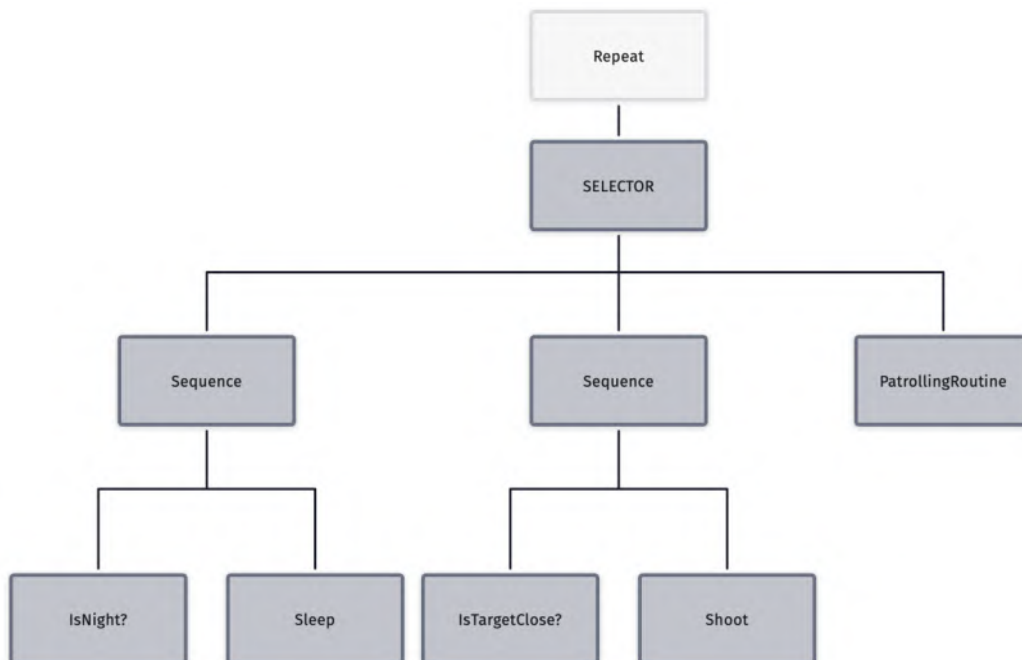 Repeat
SELECTOR
Sequence
Sequence
PatrollingRoutine
IsNight?
Sleep
IsTargetClose?
Shoot